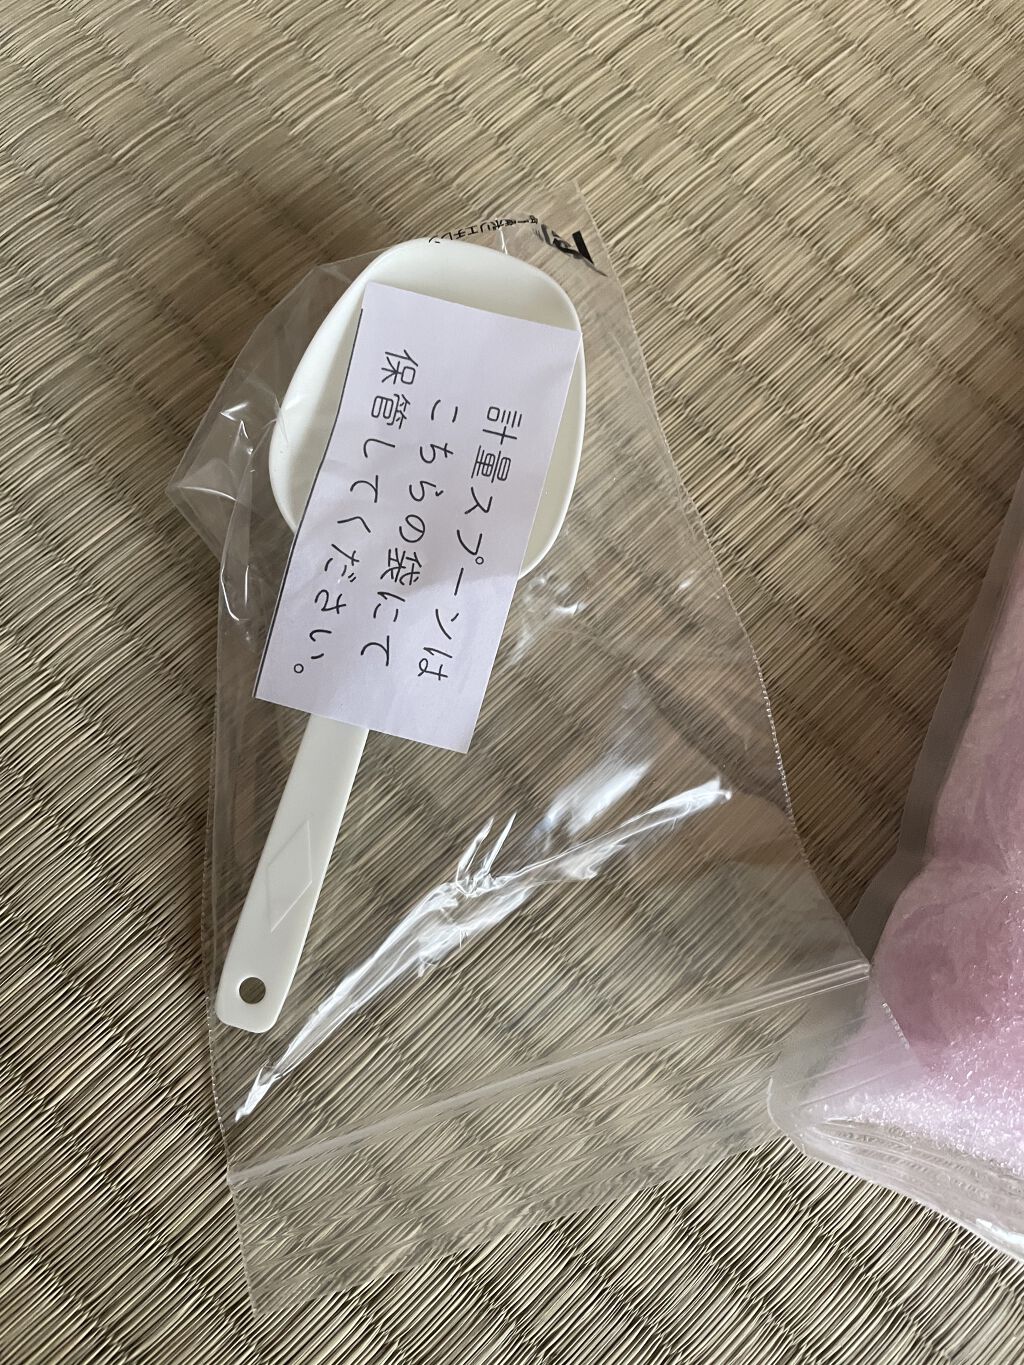 計量スプーンは
こちらの袋にて
保管してください。